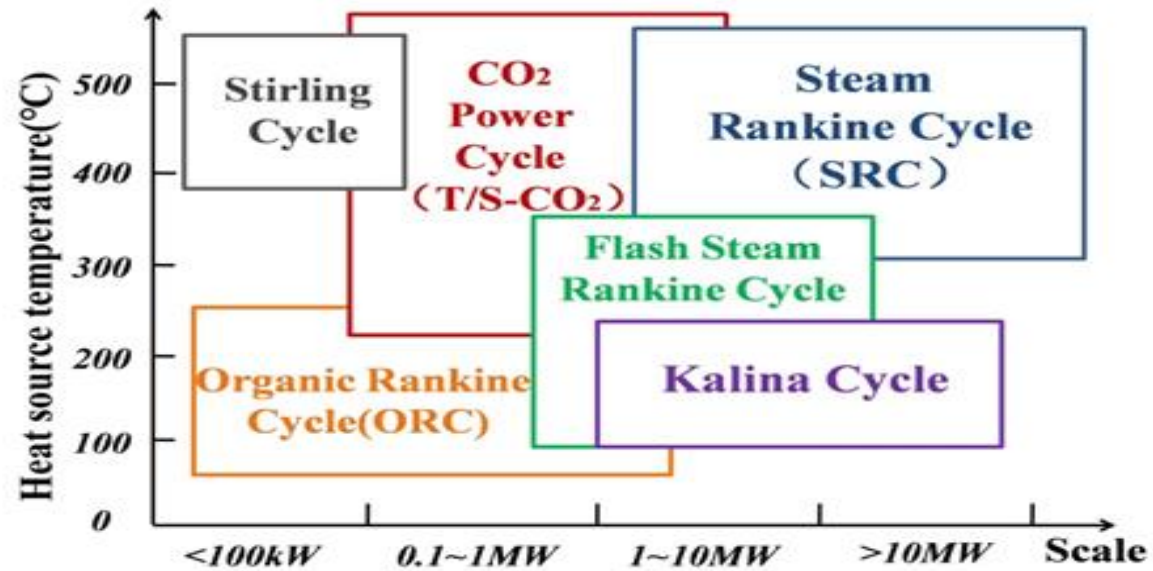 Heat source temperature(°C)
500
400
300
200
100
0
Stirling
Cycle
CO₂
Power
Cycle
（T/S-CO₂）
Steam
Rankine Cycle
（SRC）
Flash Steam
Rankine Cycle
Organic Rankine
Cycle(ORC)
Kalina Cycle
<100kW
0.1~1MW
1~10MW
>10MW
Scale